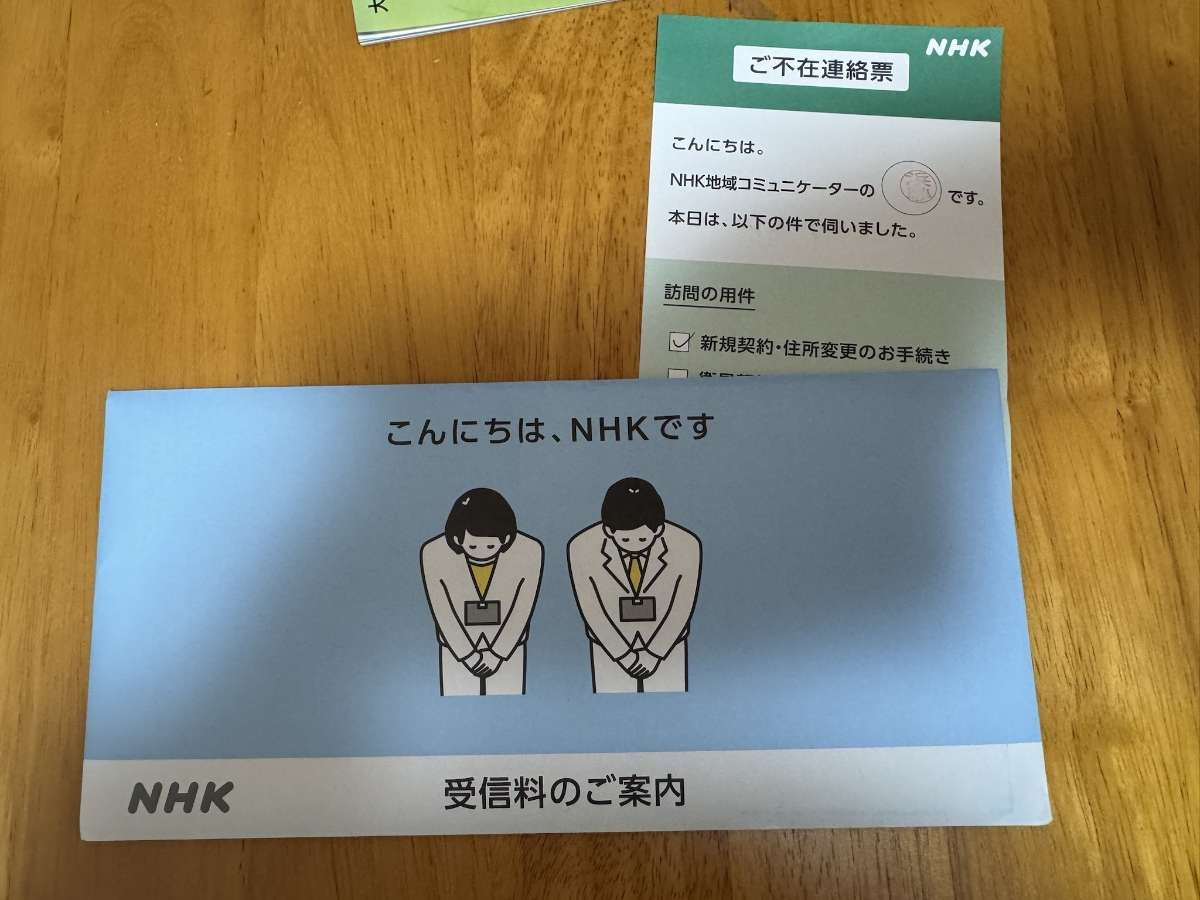 大
NHK
ご不在連絡票
こんにちは。
NHK地域コミュニケーターの です。
本日は、以下の件で伺いました。
訪問の用件
新規契約・住所変更のお手続き
こんにちは、NHKです
NHK
受信料のご案内